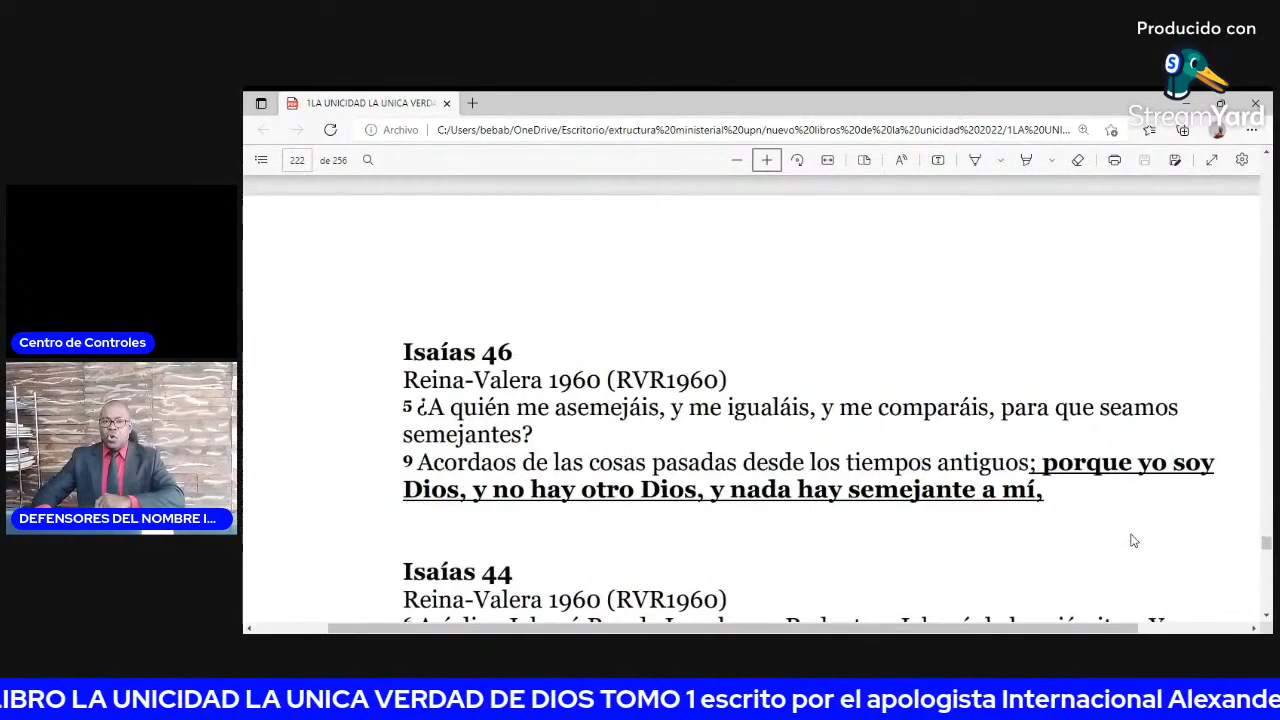 Producido con
StreamYard
1LA UNICIDAD LA UNICA VERD
Archivo
C:/Users/bebab/OneDrive/Escritorio/extructura%20ministerial%20upn/nuevo%20libros%20de%20la%20unicidad%202022/1LA%20UNI...
222 de 256
Isaías 46
Reina-Valera 1960 (RVR1960)
5 ¿A quién me asemejáis, y me igualáis, y me comparáis, para que seamos
semejantes?
9 Acordaos de las cosas pasadas desde los tiempos antiguos; porque yo soy
Dios, y no hay otro Dios, y nada hay semejante a mí,
Isaías 44
Reina-Valera 1960 (RVR1960)
Centro de Controles
DEFENSORES DEL NOMBRE I...
LIBRO LA UNICIDAD LA UNICA VERDAD DE DIOS TOMO 1 escrito por el apologista Internacional Alexande